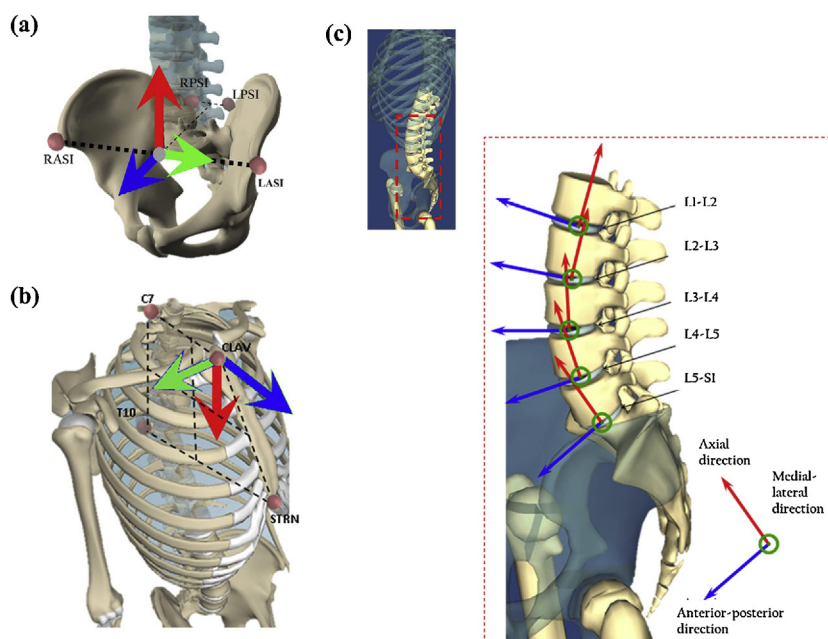 (a)
RPSI
LPSI
RASI
LASI
(b)
C7
CLAV
T10
STRN
(c)
L1-L2
L2-L3
L3-L4
L4-L5
L5-SI
Axial
direction
Medial-
lateral
direction
Anterior-posterior
direction